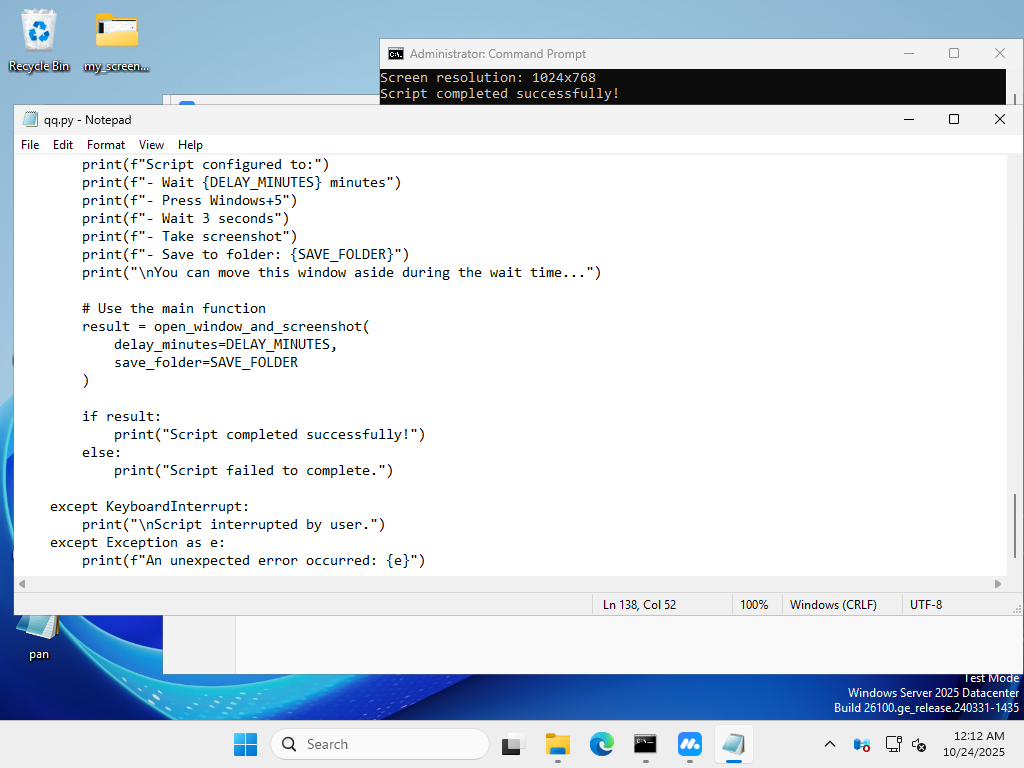 Recycle Bin
my_screen...
Administrator: Command Prompt
Screen resolution: 1024x768
Script completed successfully!
qq.py - Notepad
File Edit Format View Help
print(f"Script configured to:")
print(f"- Wait {DELAY_MINUTES} minutes")
print(f"- Press Windows+5")
print(f"- Wait 3 seconds")
print(f"- Take screenshot")
print(f"- Save to folder: {SAVE_FOLDER}")
print("\nYou can move this window aside during the wait time...")
# Use the main function
result = open_window_and_screenshot(
delay_minutes=DELAY_MINUTES,
save_folder=SAVE_FOLDER
)
if result:
print("Script completed successfully!")
else:
print("Script failed to complete.")
except KeyboardInterrupt:
print("\nScript interrupted by user.")
except Exception as e:
print(f"An unexpected error occurred: {e}")
Ln 138, Col 52
100%
Windows (CRLF)
UTF-8
pan
Test Mode
Windows Server 2025 Datacenter
Build 26100.ge_release.240331-1435
Search
12:12 AM
10/24/2025